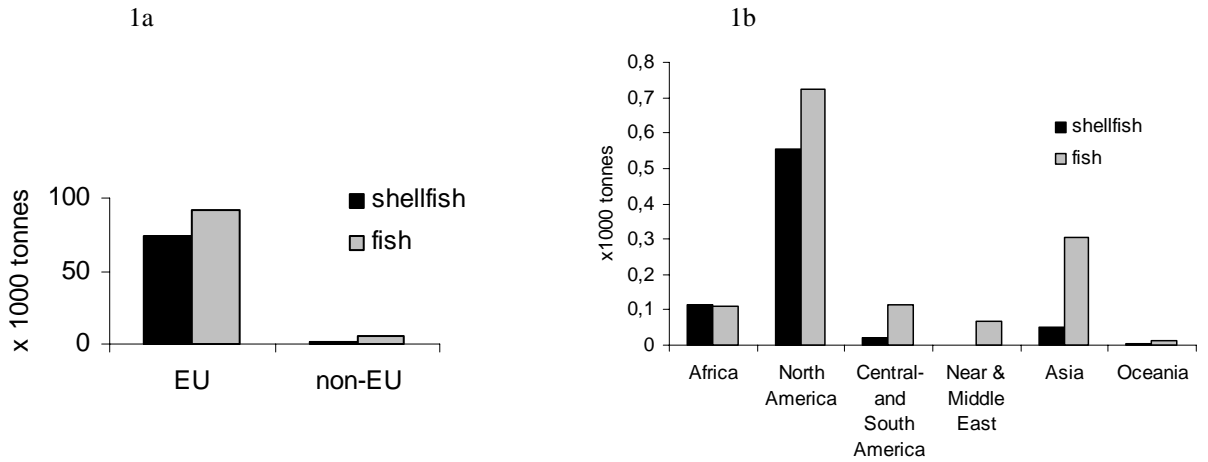 1a
x 1000 tonnes
100
50
0
shellfish
fish
EU non-EU
1b
x1000 tonnes
0,8
0,7
0,6
0,5
0,4
0,3
0,2
0,1
0
shellfish
fish
Africa
North
America
Central-
and
South
America
Near &
Middle
East
Asia
Oceania